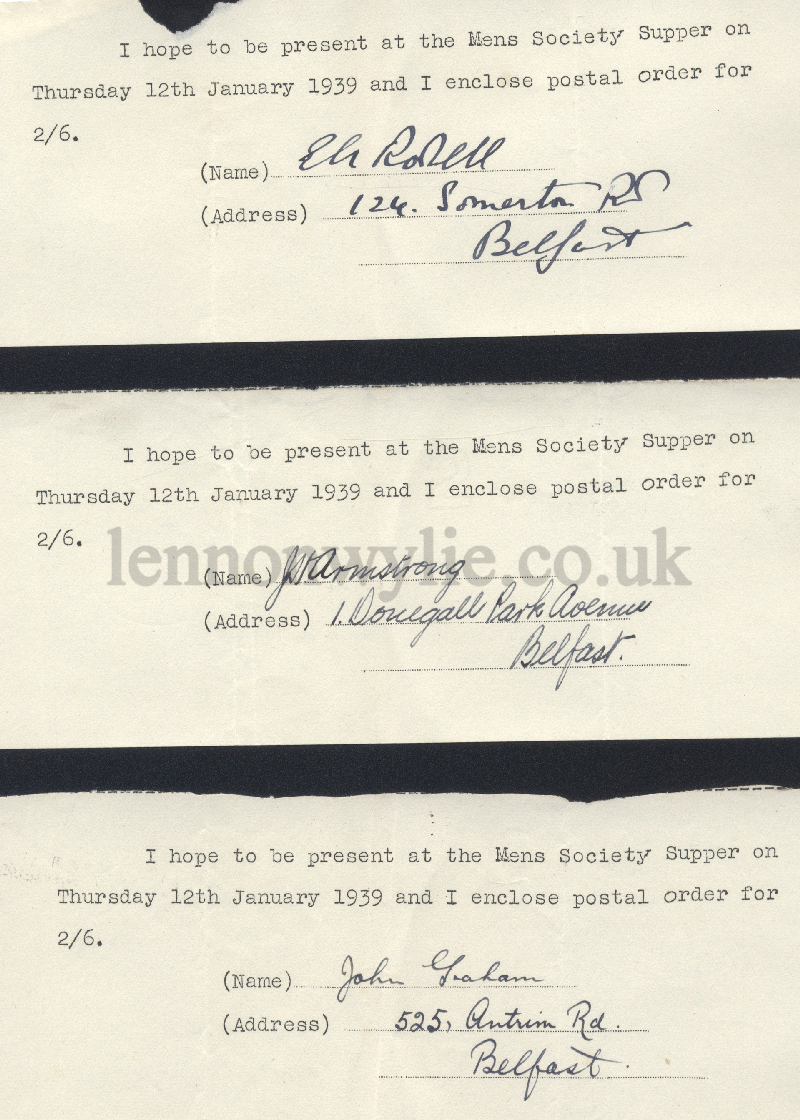 I hope to be present at the Mens Society Supper on
Thursday 12th January 1939 and I enclose postal order for
2/6.
(Name)
(Address) 124. Somerton Rd
Belfast
I hope to be present at the Mens Society Supper on
Thursday 12th January 1939 and I enclose postal order for
2/6.
lennonwylie.co.uk
(Name) Armstrong
(Address) 1. Donegall Park Avenue
Belfast.
I hope to be present at the Mens Society Supper on
Thursday 12th January 1939 and I enclose postal order for
2/6.
(Name) John Graham
(Address) 525, Antrim Rd.
Belfast.